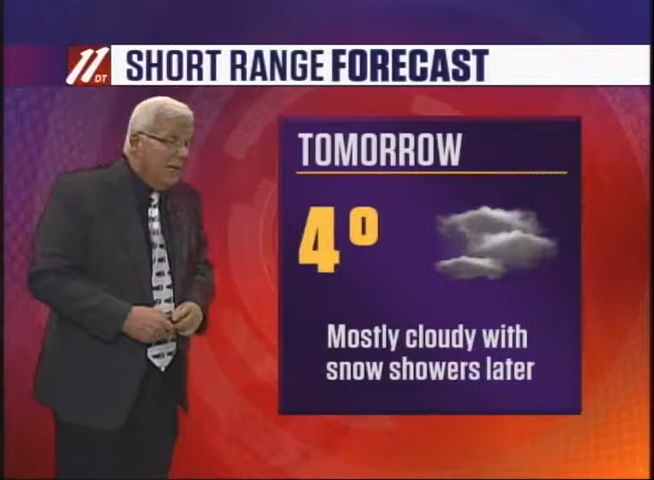 11 DT SHORT RANGE FORECAST
TOMORROW
4°
Mostly cloudy with
snow showers later